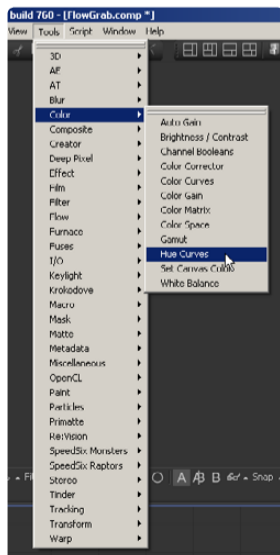 build 760 - [FlowGrab.comp *]
View Tools Script Window Help
3D
AE
AT
Blur
Color
Composite
Creator
Deep Pixel
Effect
Film
Filter
Flow
Furnace
Fuses
I/O
Keylight
Krokodove
Macro
Mask
Matte
Metadata
Miscellaneous
OpenCL
Paint
Particles
Primatte
Re:Vision
SpeedSix Monsters
SpeedSix Raptors
Stereo
Tinder
Tracking
Transform
Warp
Auto Gain
Brightness / Contrast
Channel Booleans
Color Corrector
Color Curves
Color Gain
Color Matrix
Color Space
Gamut
Hue Curves
Set Canvas Color
White Balance
A B Snap